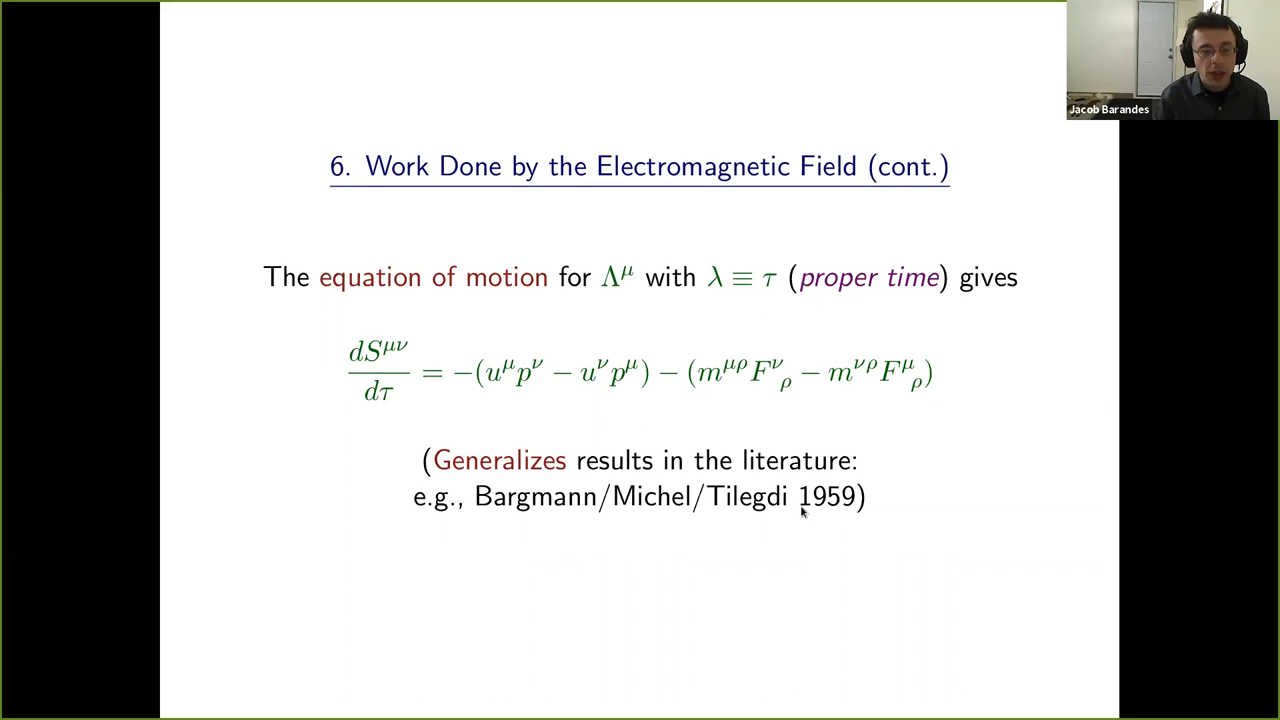 Jacob Barandes
6. Work Done by the Electromagnetic Field (cont.)
The equation of motion for Λ^μ with λ ≡ τ (proper time) gives
dS^{μν}/dτ = −(u^μ p^ν − u^ν p^μ) − (m^{μρ} F^ν_ρ − m^{νρ} F^μ_ρ)
(Generalizes results in the literature:
e.g., Bargmann/Michel/Tilegdi 1959)